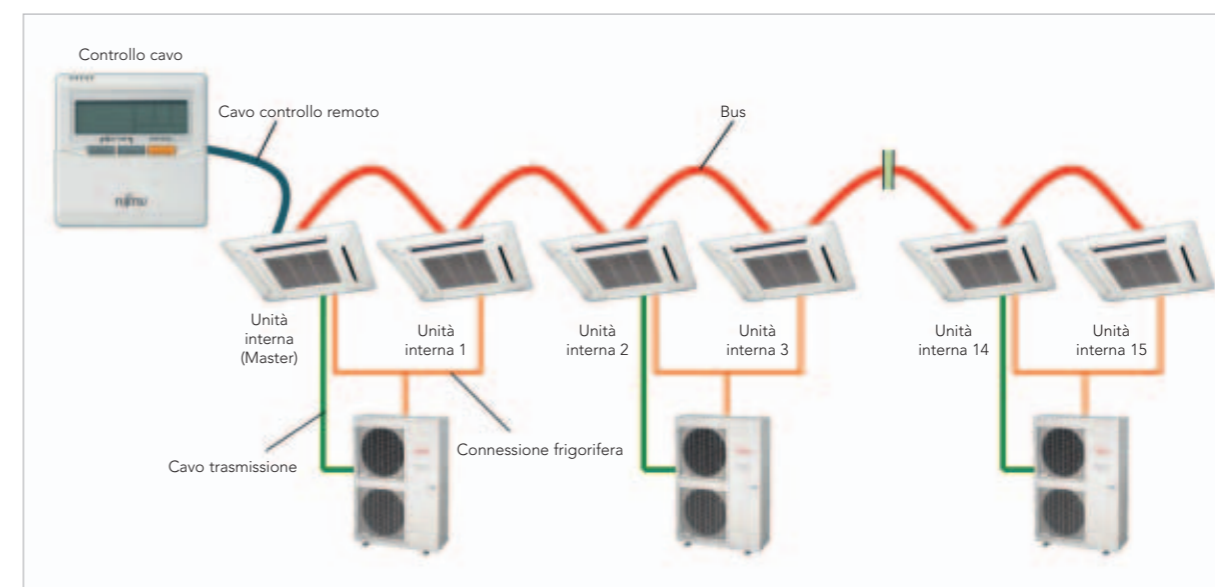 Controllo cavo
Cavo controllo remoto
Bus
FUJITSU
Unità
interna
(Master)
Unità
interna 1
Unità
interna 2
Unità
interna 3
Unità
interna 14
Unità
interna 15
Cavo trasmissione
Connessione frigorifera